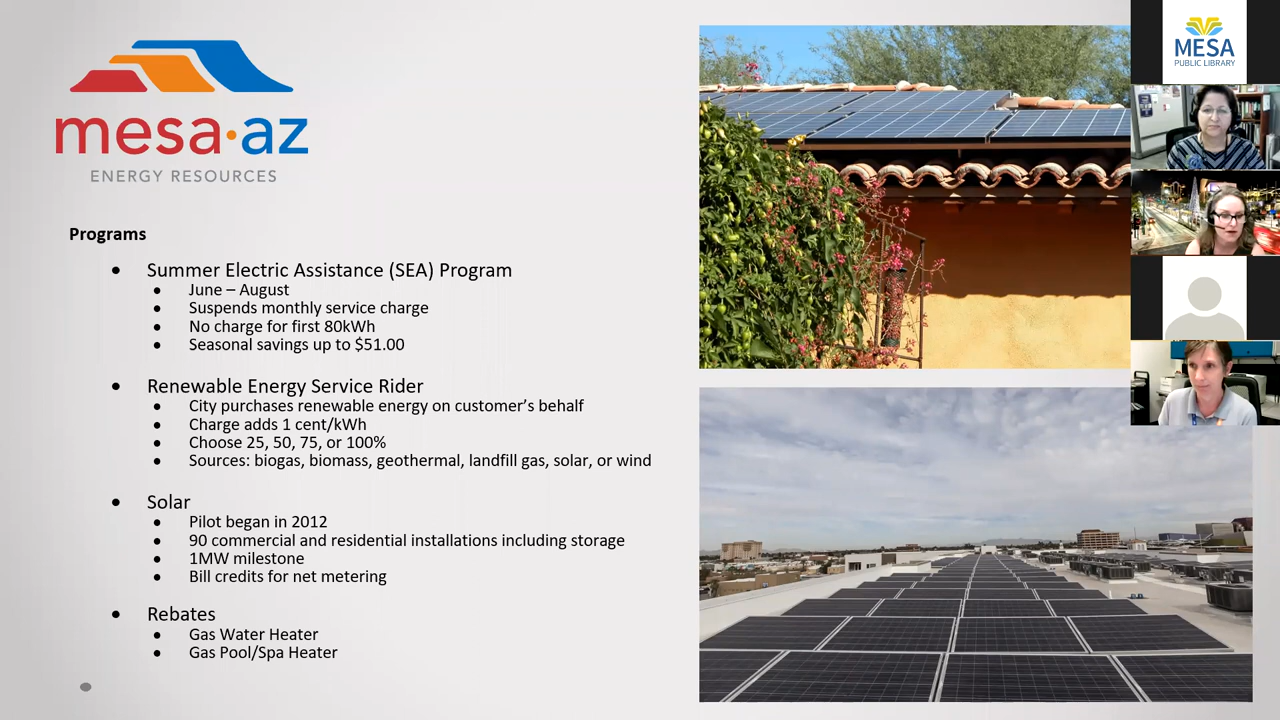 mesa·az
ENERGY RESOURCES
Programs
• Summer Electric Assistance (SEA) Program
• June – August
• Suspends monthly service charge
• No charge for first 80kWh
• Seasonal savings up to $51.00
• Renewable Energy Service Rider
• City purchases renewable energy on customer’s behalf
• Charge adds 1 cent/kWh
• Choose 25, 50, 75, or 100%
• Sources: biogas, biomass, geothermal, landfill gas, solar, or wind
• Solar
• Pilot began in 2012
• 90 commercial and residential installations including storage
• 1MW milestone
• Bill credits for net metering
• Rebates
• Gas Water Heater
• Gas Pool/Spa Heater
MESA
PUBLIC LIBRARY